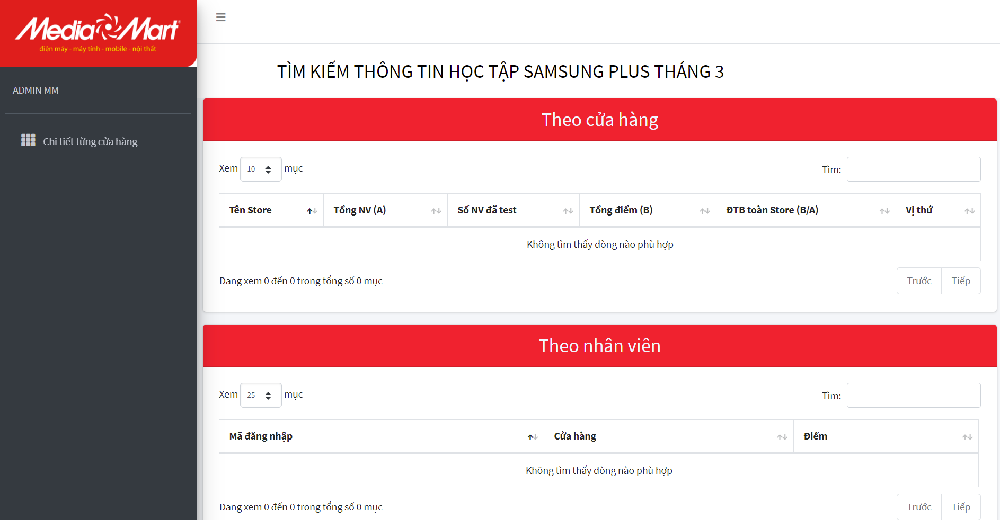 Media Mart®
điện máy - máy tính - mobile - nội thất
ADMIN MM
Chi tiết từng cửa hàng
TÌM KIẾM THÔNG TIN HỌC TẬP SAMSUNG PLUS THÁNG 3
Theo cửa hàng
Xem 10 mục
Tìm:
Tên Store Tổng NV (A) Số NV đã test Tổng điểm (B) ĐTB toàn Store (B/A) Vị thứ
Không tìm thấy dòng nào phù hợp
Đang xem 0 đến 0 trong tổng số 0 mục
Trước Tiếp
Theo nhân viên
Xem 25 mục
Tìm:
Mã đăng nhập Cửa hàng Điểm
Không tìm thấy dòng nào phù hợp
Đang xem 0 đến 0 trong tổng số 0 mục
Trước Tiếp